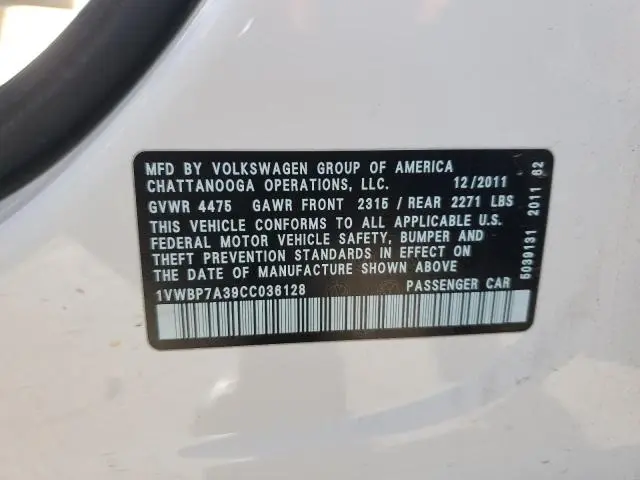 MFD BY VOLKSWAGEN GROUP OF AMERICA
CHATTANOOGA OPERATIONS, LLC. 12/2011
GVWR 4475 GAWR FRONT 2315 / REAR 2271 LBS
THIS VEHICLE CONFORMS TO ALL APPLICABLE U.S.
FEDERAL MOTOR VEHICLE SAFETY, BUMPER AND
THEFT PREVENTION STANDARDS IN EFFECT ON
THE DATE OF MANUFACTURE SHOWN ABOVE
1VWBP7A39CC036128 PASSENGER CAR
5039131 2011 62